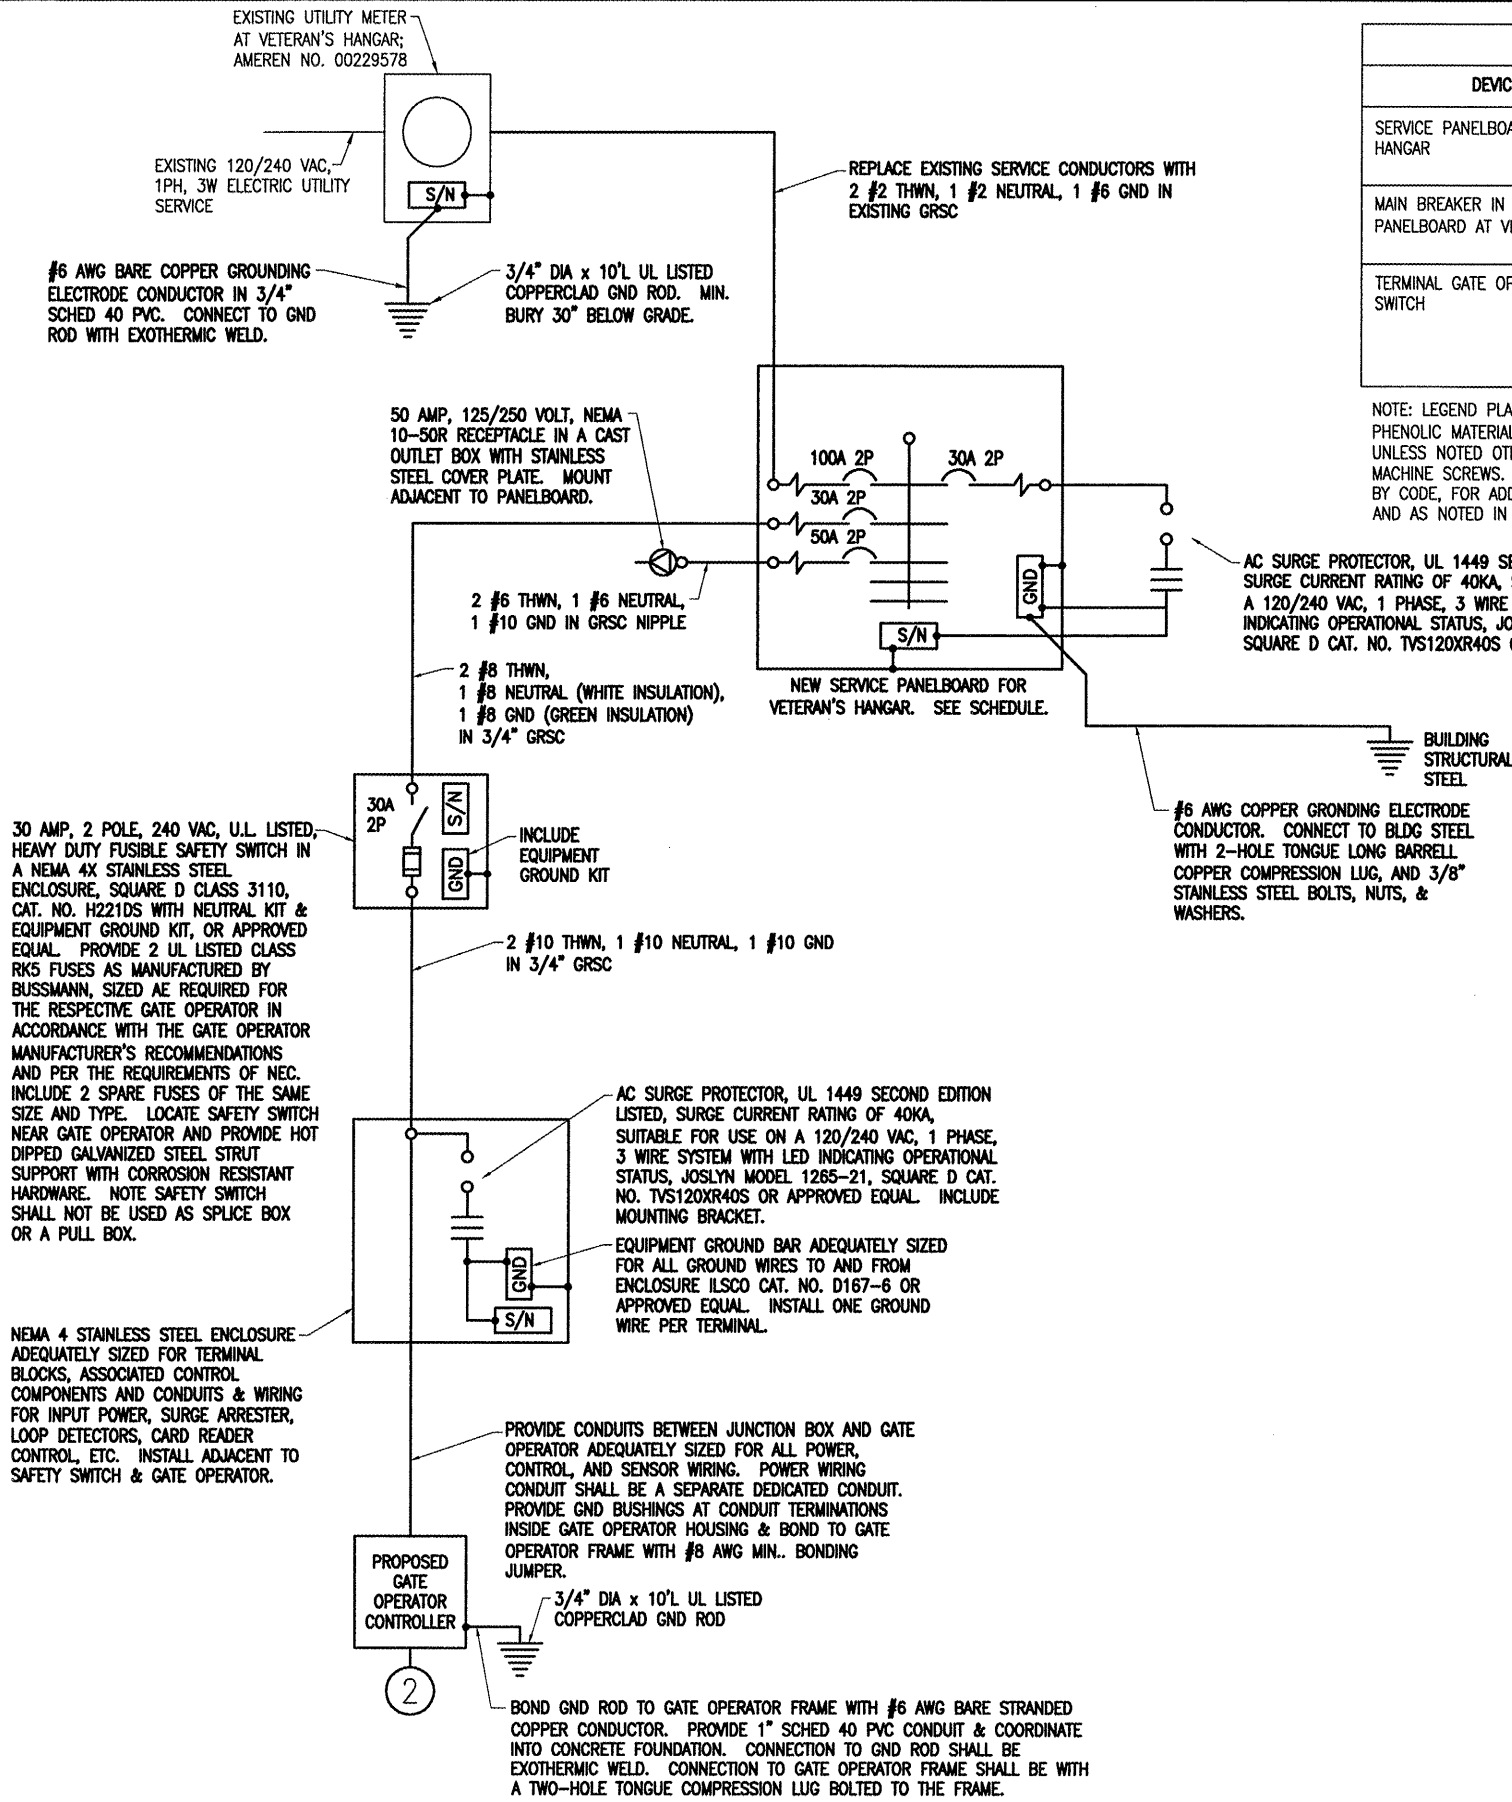 EXISTING UTILITY METER
AT VETERAN'S HANGAR;
AMEREN NO. 00229578
EXISTING 120/240 VAC,
1PH, 3W ELECTRIC UTILITY
SERVICE
S/N
REPLACE EXISTING SERVICE CONDUCTORS WITH
2 #2 THWN, 1 #2 NEUTRAL, 1 #6 GND IN
EXISTING GRSC
#6 AWG BARE COPPER GROUNDING
ELECTRODE CONDUCTOR IN 3/4"
SCHED 40 PVC. CONNECT TO GND
ROD WITH EXOTHERMIC WELD.
3/4" DIA x 10'L UL LISTED
COPPERCLAD GND ROD. MIN.
BURY 30" BELOW GRADE.
DEVIC
SERVICE PANELBOA
HANGAR
MAIN BREAKER IN
PANELBOARD AT VE
TERMINAL GATE OP
SWITCH
NOTE: LEGEND PLA
PHENOLIC MATERIAL
UNLESS NOTED OTH
MACHINE SCREWS.
BY CODE, FOR ADD
AND AS NOTED IN
50 AMP, 125/250 VOLT, NEMA
10-50R RECEPTACLE IN A CAST
OUTLET BOX WITH STAINLESS
STEEL COVER PLATE. MOUNT
ADJACENT TO PANELBOARD.
100A 2P
30A 2P
30A 2P
50A 2P
GND
S/N
NEW SERVICE PANELBOARD FOR
VETERAN'S HANGAR. SEE SCHEDULE.
AC SURGE PROTECTOR, UL 1449 SE
SURGE CURRENT RATING OF 40KA,
A 120/240 VAC, 1 PHASE, 3 WIRE
INDICATING OPERATIONAL STATUS, JO
SQUARE D CAT. NO. TVS120XR40S
2 #6 THWN, 1 #6 NEUTRAL,
1 #10 GND IN GRSC NIPPLE
2 #8 THWN,
1 #8 NEUTRAL (WHITE INSULATION),
1 #8 GND (GREEN INSULATION)
IN 3/4" GRSC
BUILDING
STRUCTURAL
STEEL
#6 AWG COPPER GRONDING ELECTRODE
CONDUCTOR. CONNECT TO BLDG STEEL
WITH 2-HOLE TONGUE LONG BARRELL
COPPER COMPRESSION LUG, AND 3/8"
STAINLESS STEEL BOLTS, NUTS, &
WASHERS.
30A
2P
S/N
GND
INCLUDE
EQUIPMENT
GROUND KIT
30 AMP, 2 POLE, 240 VAC, U.L. LISTED,
HEAVY DUTY FUSIBLE SAFETY SWITCH IN
A NEMA 4X STAINLESS STEEL
ENCLOSURE, SQUARE D CLASS 3110,
CAT. NO. H221DS WITH NEUTRAL KIT &
EQUIPMENT GROUND KIT, OR APPROVED
EQUAL. PROVIDE 2 UL LISTED CLASS
RK5 FUSES AS MANUFACTURED BY
BUSSMANN, SIZED AE REQUIRED FOR
THE RESPECTIVE GATE OPERATOR IN
ACCORDANCE WITH THE GATE OPERATOR
MANUFACTURER'S RECOMMENDATIONS
AND PER THE REQUIREMENTS OF NEC.
INCLUDE 2 SPARE FUSES OF THE SAME
SIZE AND TYPE. LOCATE SAFETY SWITCH
NEAR GATE OPERATOR AND PROVIDE HOT
DIPPED GALVANIZED STEEL STRUT
SUPPORT WITH CORROSION RESISTANT
HARDWARE. NOTE SAFETY SWITCH
SHALL NOT BE USED AS SPLICE BOX
OR A PULL BOX.
2 #10 THWN, 1 #10 NEUTRAL, 1 #10 GND
IN 3/4" GRSC
AC SURGE PROTECTOR, UL 1449 SECOND EDITION
LISTED, SURGE CURRENT RATING OF 40KA,
SUITABLE FOR USE ON A 120/240 VAC, 1 PHASE,
3 WIRE SYSTEM WITH LED INDICATING OPERATIONAL
STATUS, JOSLYN MODEL 1265-21, SQUARE D CAT.
NO. TVS120XR40S OR APPROVED EQUAL. INCLUDE
MOUNTING BRACKET.
EQUIPMENT GROUND BAR ADEQUATELY SIZED
FOR ALL GROUND WIRES TO AND FROM
ENCLOSURE ILSCO CAT. NO. D167-6 OR
APPROVED EQUAL. INSTALL ONE GROUND
WIRE PER TERMINAL.
GND
S/N
NEMA 4 STAINLESS STEEL ENCLOSURE
ADEQUATELY SIZED FOR TERMINAL
BLOCKS, ASSOCIATED CONTROL
COMPONENTS AND CONDUITS & WIRING
FOR INPUT POWER, SURGE ARRESTER,
LOOP DETECTORS, CARD READER
CONTROL, ETC. INSTALL ADJACENT TO
SAFETY SWITCH & GATE OPERATOR.
PROVIDE CONDUITS BETWEEN JUNCTION BOX AND GATE
OPERATOR ADEQUATELY SIZED FOR ALL POWER,
CONTROL, AND SENSOR WIRING. POWER WIRING
CONDUIT SHALL BE A SEPARATE DEDICATED CONDUIT.
PROVIDE GND BUSHINGS AT CONDUIT TERMINATIONS
INSIDE GATE OPERATOR HOUSING & BOND TO GATE
OPERATOR FRAME WITH #8 AWG MIN.. BONDING
JUMPER.
PROPOSED
GATE
OPERATOR
CONTROLLER
3/4" DIA x 10'L UL LISTED
COPPERCLAD GND ROD
2
BOND GND ROD TO GATE OPERATOR FRAME WITH #6 AWG BARE STRANDED
COPPER CONDUCTOR. PROVIDE 1" SCHED 40 PVC CONDUIT & COORDINATE
INTO CONCRETE FOUNDATION. CONNECTION TO GND ROD SHALL BE
EXOTHERMIC WELD. CONNECTION TO GATE OPERATOR FRAME SHALL BE WITH
A TWO-HOLE TONGUE COMPRESSION LUG BOLTED TO THE FRAME.